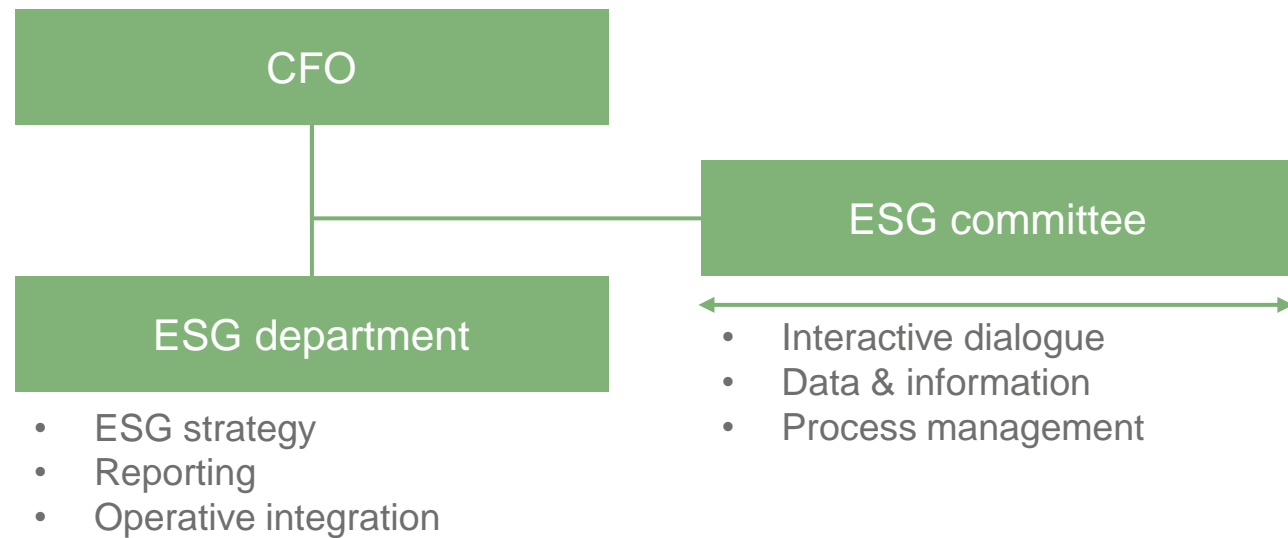 CFO
ESG committee
ESG department
• Interactive dialogue
• Data & information
• Process management
• ESG strategy
• Reporting
• Operative integration